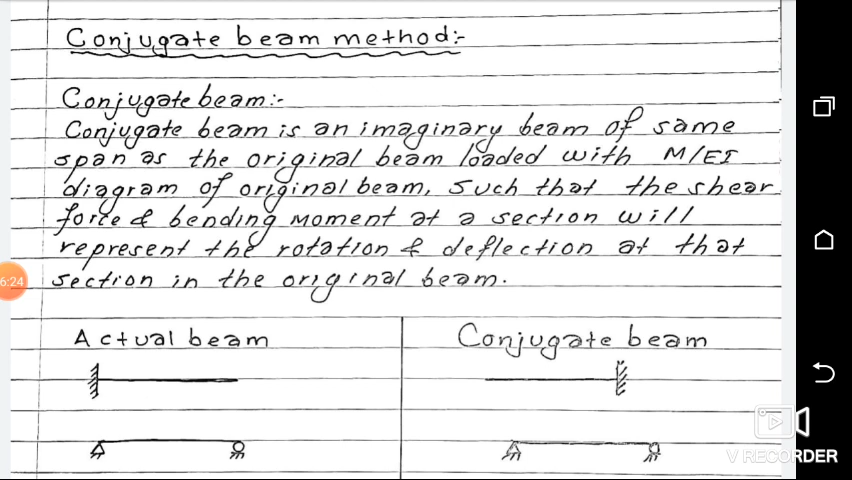 Conjugate beam method:-
Conjugate beam:-
Conjugate beam is an imaginary beam of same
span as the original beam loaded with M/EI
diagram of original beam, such that the shear
force & bending moment at a section will
represent the rotation & deflection at that
section in the original beam.
Actual beam
Conjugate beam
6:24
V RECORDER